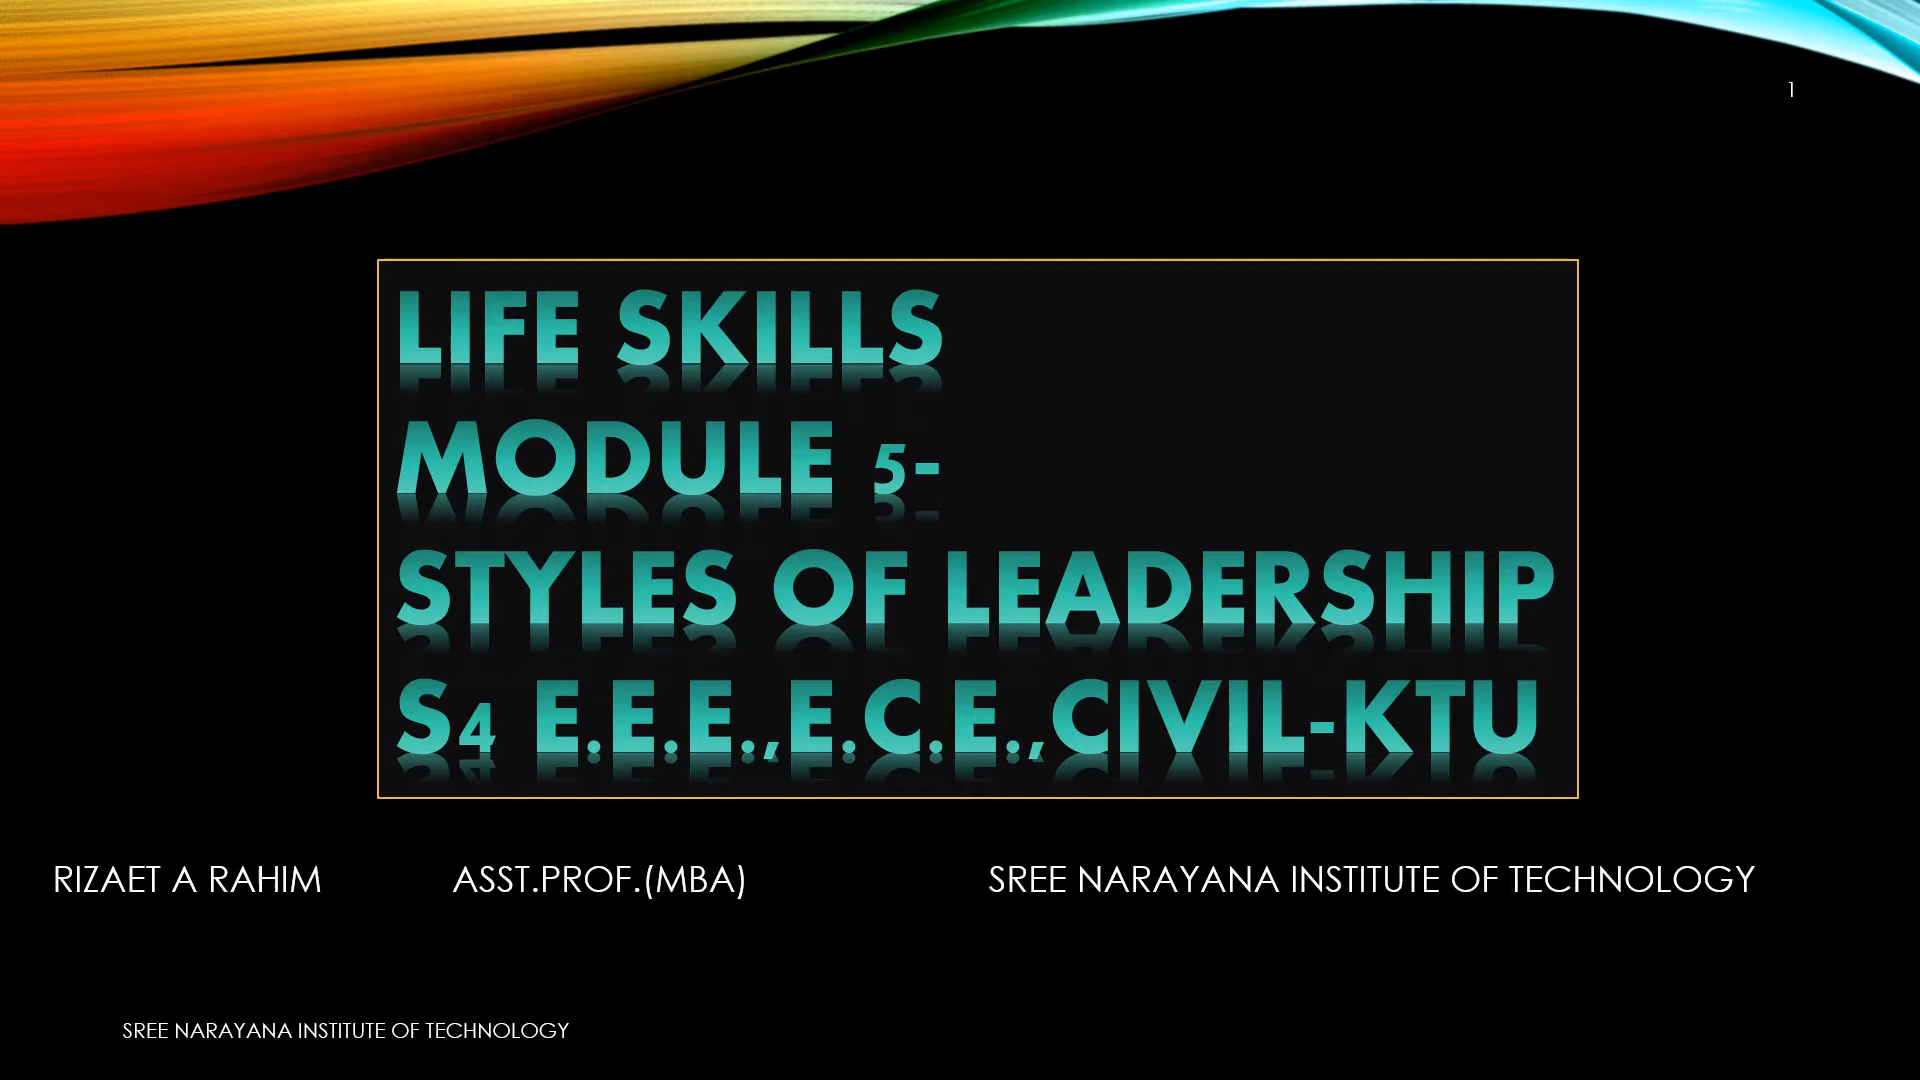 1
LIFE SKILLS
MODULE 5-
STYLES OF LEADERSHIP
S4 E.E.E.,E.C.E.,CIVIL-KTU
RIZAET A RAHIM ASST.PROF.(MBA) SREE NARAYANA INSTITUTE OF TECHNOLOGY
SREE NARAYANA INSTITUTE OF TECHNOLOGY